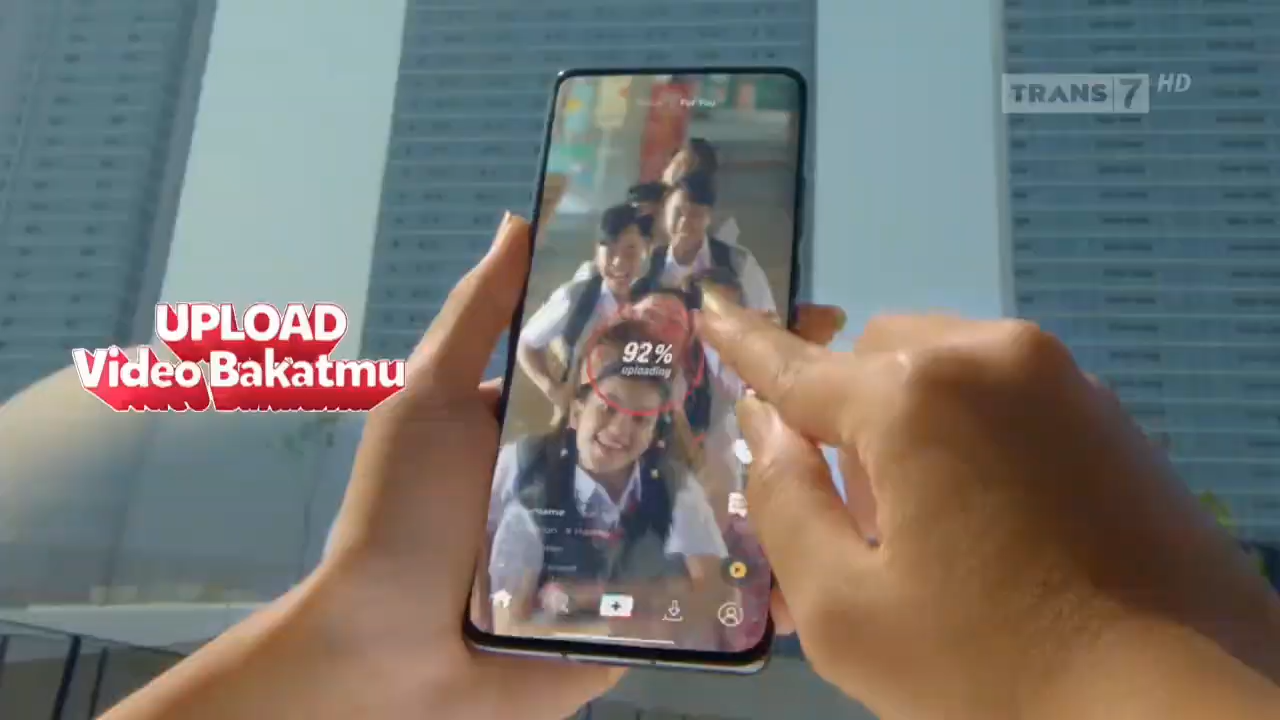 TRANS 7 HD
For You
UPLOAD
Video Bakatmu
92%
uploading